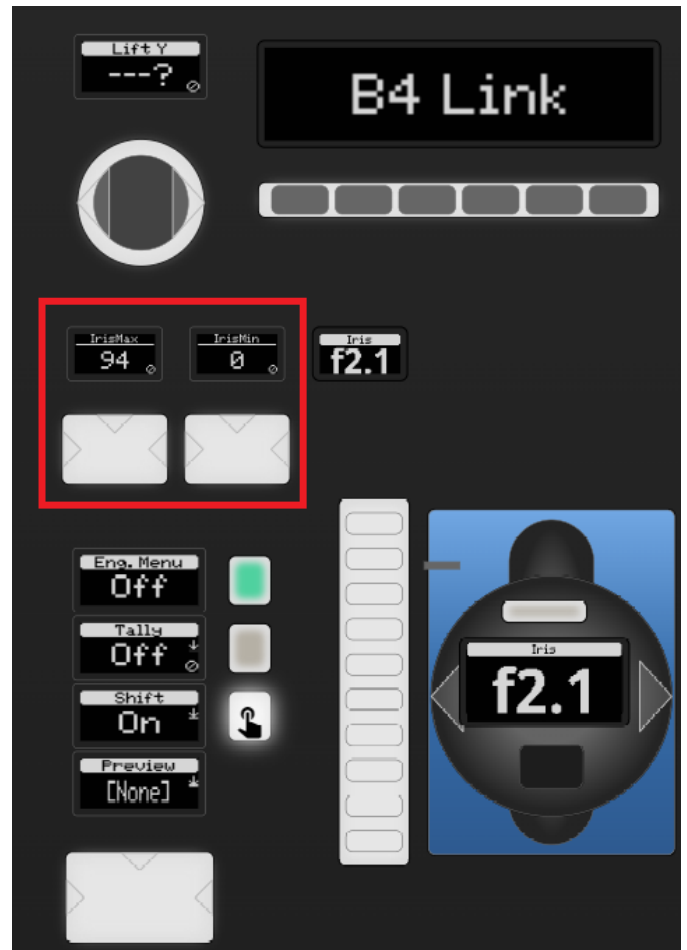 Lift Y
---?
B4 Link
IrisMax
94
IrisMin
0
Iris
f2.1
Eng. Menu
Off
Tally
Off
Shift
On
Preview
[None]
Iris
f2.1